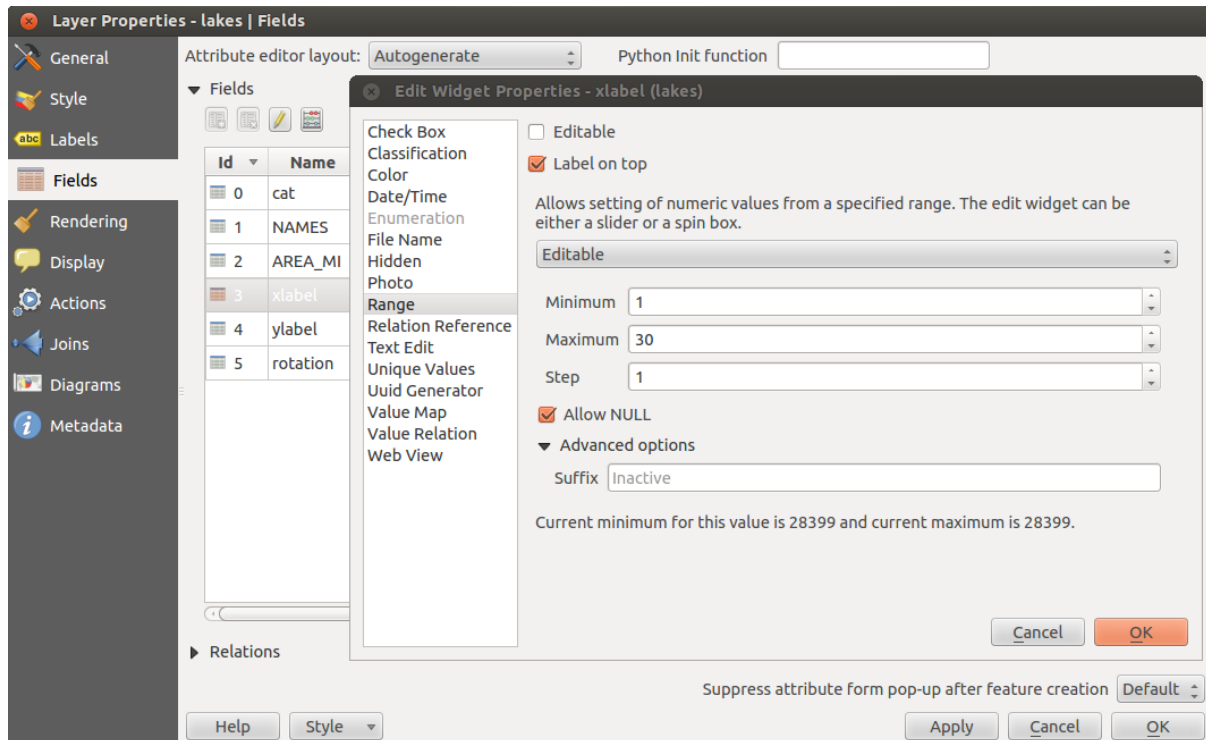 Layer Properties - lakes | Fields
General
Style
Labels
Fields
Rendering
Display
Actions
Joins
Diagrams
Metadata
abc
i
Attribute editor layout: Autogenerate Python Init function
Fields
Id Name
0 cat
1 NAMES
2 AREA_MI
3 xlabel
4 ylabel
5 rotation
Relations
Edit Widget Properties - xlabel (lakes)
Check Box
Classification
Color
Date/Time
Enumeration
File Name
Hidden
Photo
Range
Relation Reference
Text Edit
Unique Values
Uuid Generator
Value Map
Value Relation
Web View
Editable
Label on top
Allows setting of numeric values from a specified range. The edit widget can be
either a slider or a spin box.
Editable
Minimum 1
Maximum 30
Step 1
Allow NULL
Advanced options
Suffix Inactive
Current minimum for this value is 28399 and current maximum is 28399.
Cancel OK
Suppress attribute form pop-up after feature creation Default
Help Style Apply Cancel OK